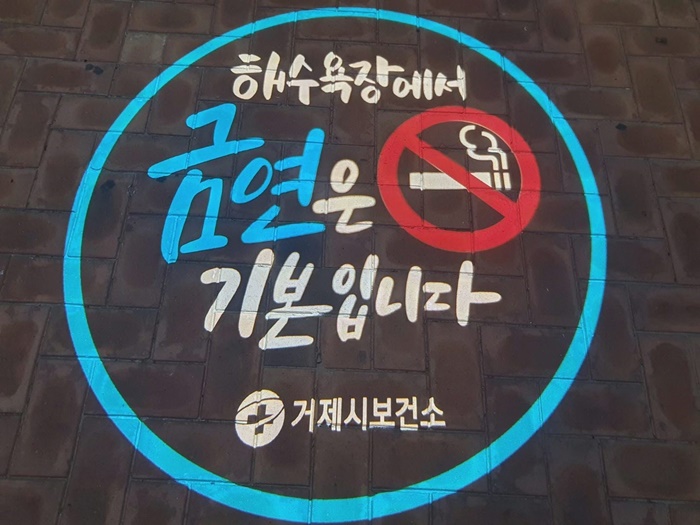 해수욕장에서
금연은
기본입니다
거제시보건소